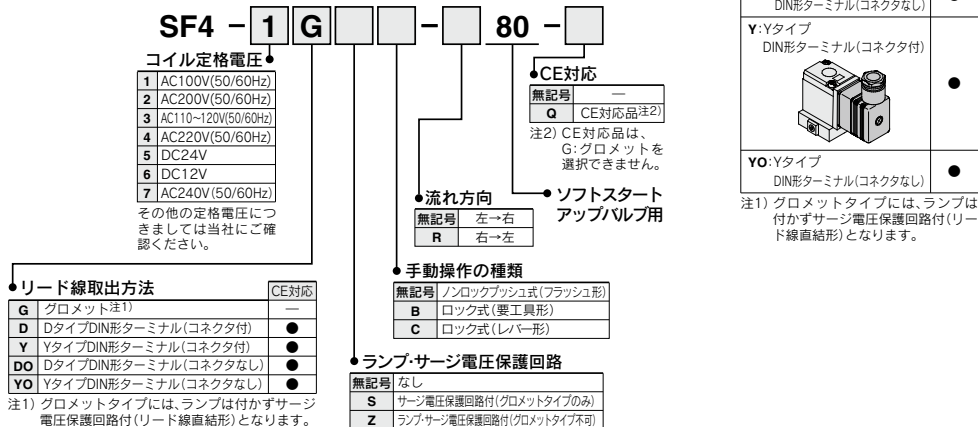 SF4 - 1 G - 80 -
コイル定格電圧
1 AC100V(50/60Hz)
2 AC200V(50/60Hz)
3 AC110~120V(50/60Hz)
4 AC220V(50/60Hz)
5 DC24V
6 DC12V
7 AC240V(50/60Hz)
その他の定格電圧につ
きましては当社にご確
認ください。
CE対応
無記号 —
Q CE対応品注2)
注2) CE対応品は、
G:グロメットを
選択できません。
ソフトスタート
アップバルブ用
流れ方向
無記号 左→右
R 右→左
手動操作の種類
無記号 ノンロックプッシュ式(フラッシュ形)
B ロック式(要工具形)
C ロック式(レバー形)
リード線取出方法 CE対応
G グロメット注1) —
D DタイプDIN形ターミナル(コネクタ付) ●
Y YタイプDIN形ターミナル(コネクタ付) ●
DO DタイプDIN形ターミナル(コネクタなし) ●
YO YタイプDIN形ターミナル(コネクタなし) ●
注1) グロメットタイプには、ランプは付かずサージ
電圧保護回路付(リード線直結形)となります。
ランプ・サージ電圧保護回路
無記号 なし
S サージ電圧保護回路付(グロメットタイプのみ)
Z ランプ・サージ電圧保護回路付(グロメットタイプ不可)
DIN形ターミナル(コネクタなし)
Y:Yタイプ
DIN形ターミナル(コネクタ付)
●
YO:Yタイプ
DIN形ターミナル(コネクタなし) ●
注1) グロメットタイプには、ランプは
付かずサージ電圧保護回路付(リー
ド線直結形)となります。